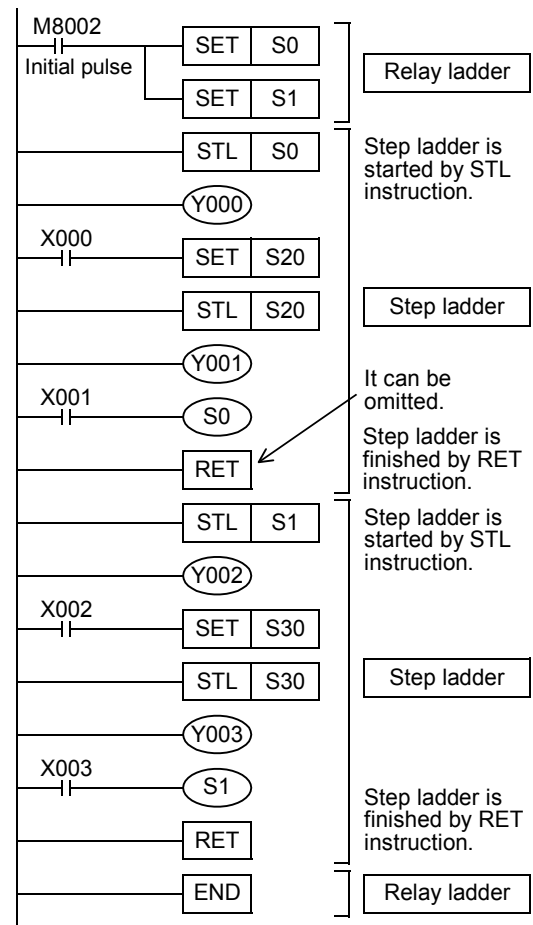 M8002
SET S0
Initial pulse
SET S1
Relay ladder
STL S0
Step ladder is
started by STL
instruction.
Y000
X000
SET S20
STL S20
Step ladder
Y001
It can be
omitted.
X001
S0
Step ladder is
finished by RET
instruction.
RET
STL S1
Step ladder is
started by STL
instruction.
Y002
X002
SET S30
STL S30
Step ladder
Y003
X003
S1
Step ladder is
finished by RET
instruction.
RET
END
Relay ladder